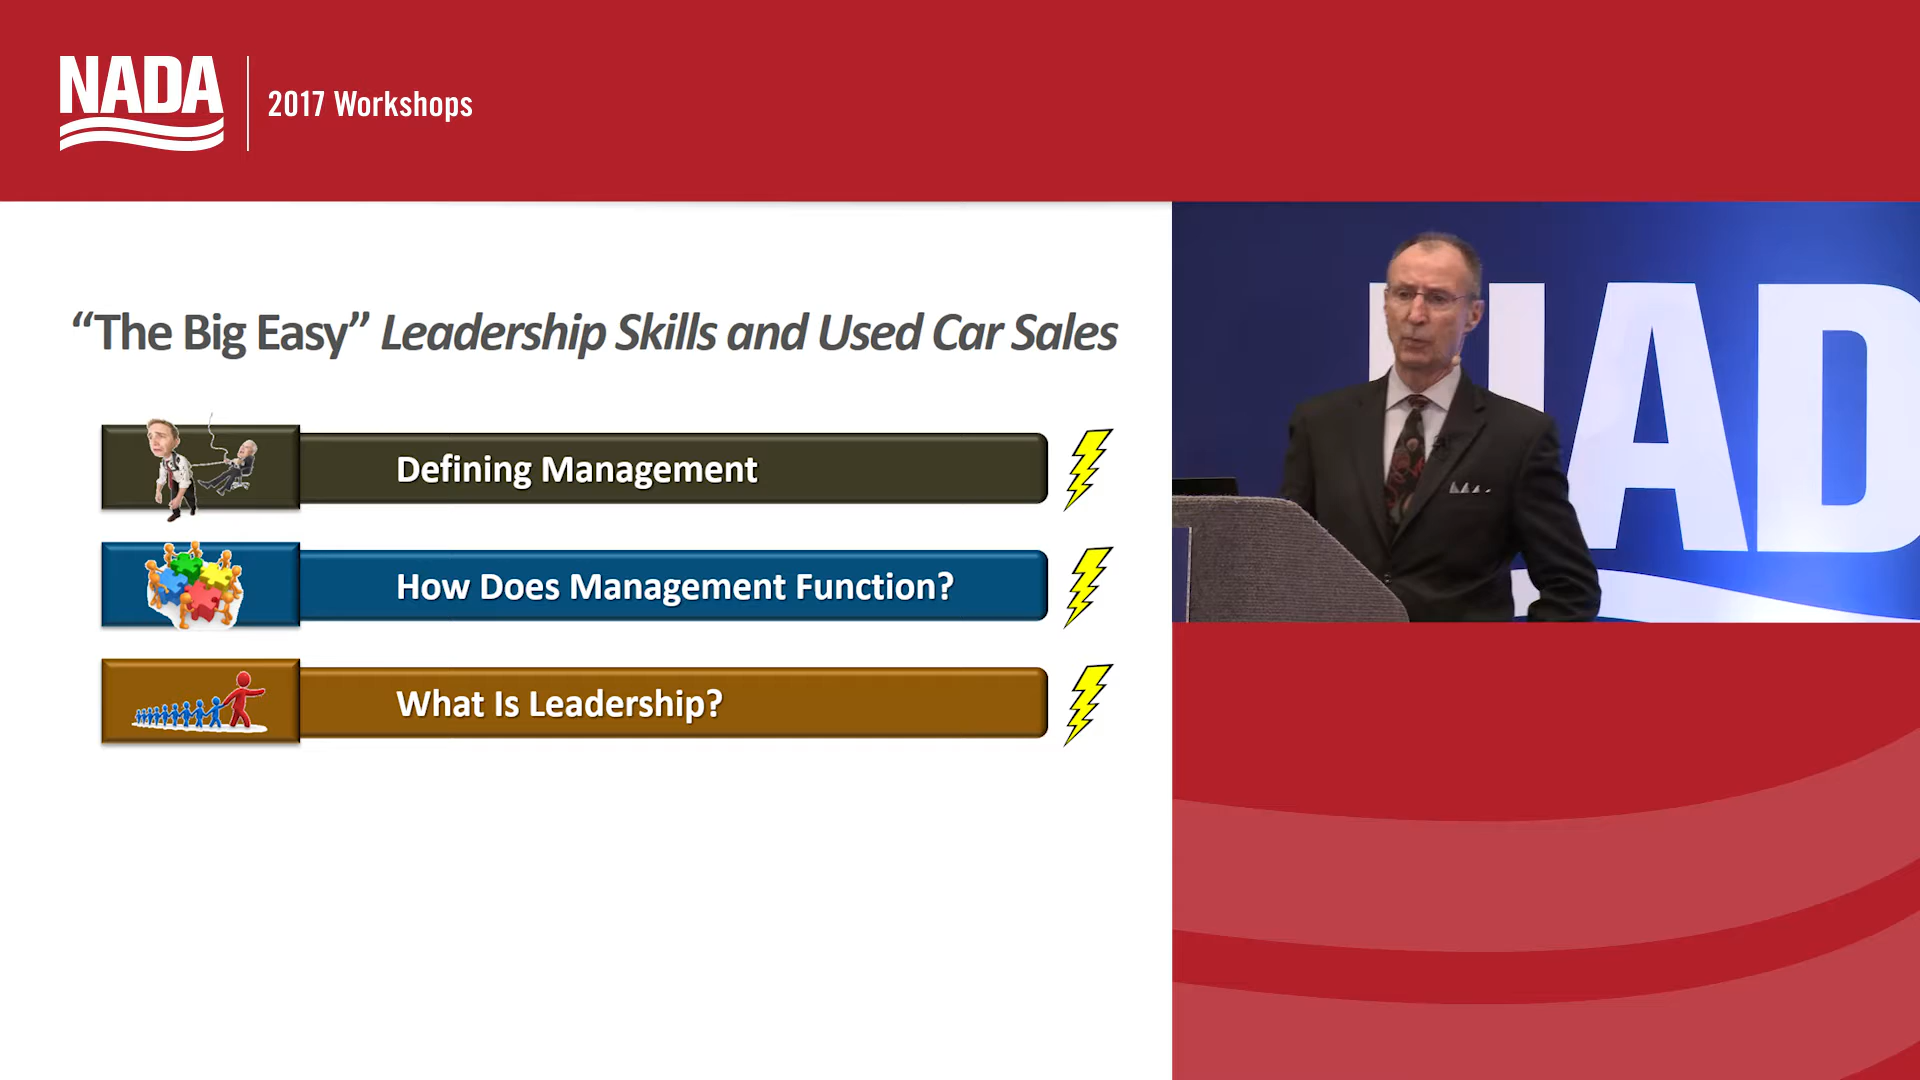 NADA
2017 Workshops
“The Big Easy” Leadership Skills and Used Car Sales
Defining Management
How Does Management Function?
What Is Leadership?
NAD